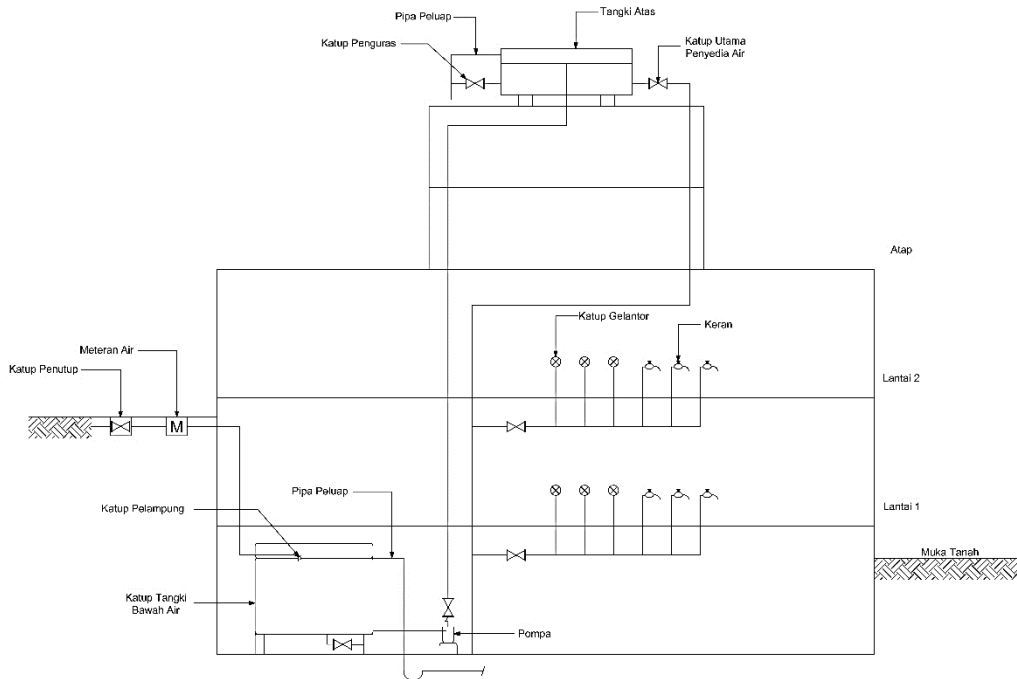 Pipa Peluap
Tangki Atas
Katup Penguras
Katup Utama
Penyedia Air
Atap
Katup Gelantor
Keran
Meteran Air
Katup Penutup
Lantai 2
M
Pipa Peluap
Katup Pelampung
Lantai 1
Muka Tanah
Katup Tangki
Bawah Air
Pompa